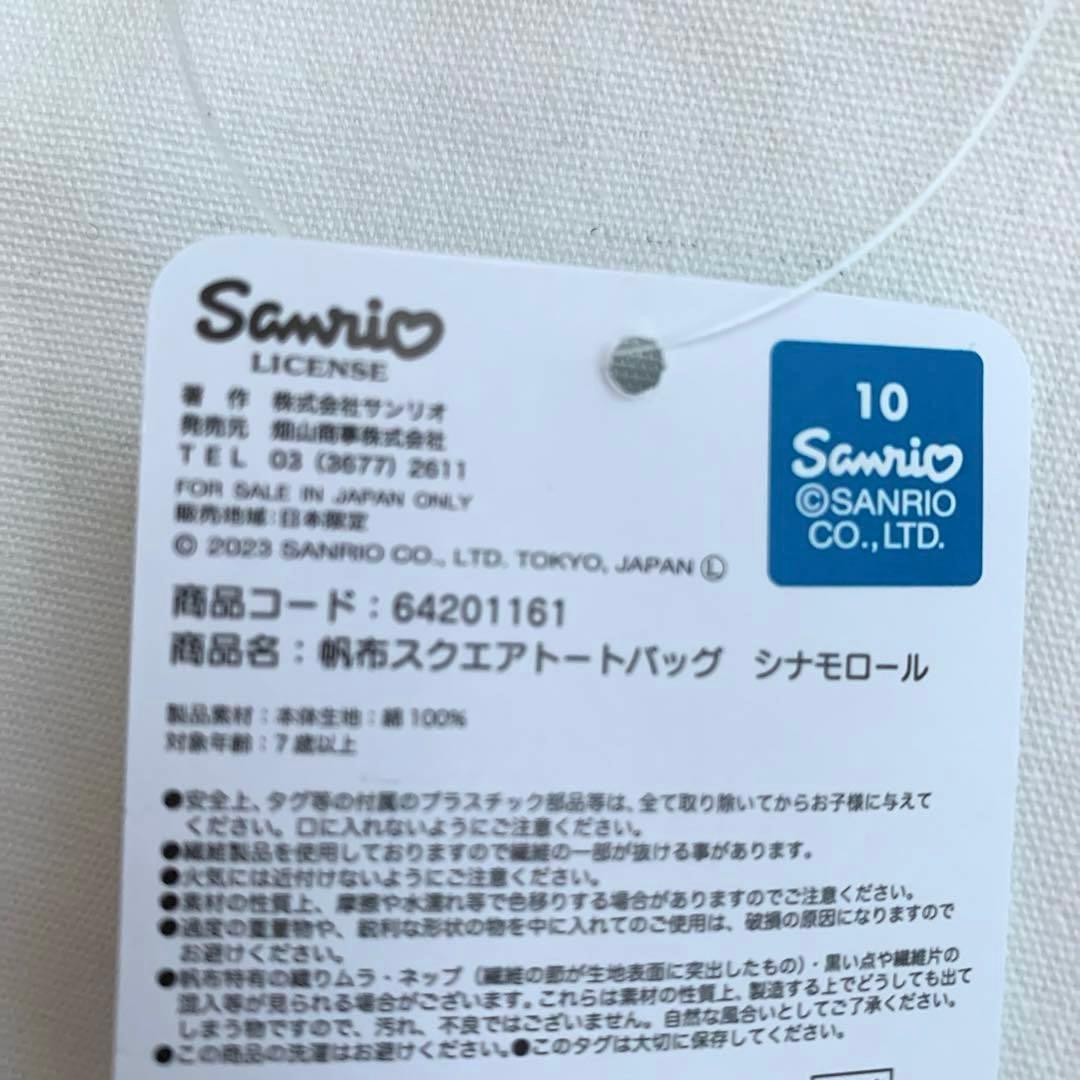 Sanrio
LICENSE
著 作 株式会社サンリオ
発売元 畑山商事株式会社
TEL 03 (3677) 2611
FOR SALE IN JAPAN ONLY
販売地域:日本限定
© 2023 SANRIO CO., LTD. TOKYO, JAPAN Ⓛ
10
Sanrio
©SANRIO
CO.,LTD.
商品コード:64201161
商品名:帆布スクエアトートバッグ シナモロール
製品素材:本体生地:綿100%
対象年齢:7歳以上
●安全上、タグ等の付属のプラスチック部品等は、全て取り除いてからお子様に与えて
ください。口に入れないようにご注意ください。
●繊維製品を使用しておりますので繊維の一部が抜ける事があります。
●火気には近付けないようにご注意ください。
●素材の性質上、摩擦や水濡れ等で色移りする場合がありますのでご注意ください。
●過度の重量物や、鋭利な形状の物を中に入れてのご使用は、破損の原因になりますので
お避けください。
●帆布特有の織りムラ・ネップ(繊維の節が生地表面に突出したもの)・黒い点や繊維片の
混入等が見られる場合がございます。これらは素材の性質上、製造する上でどうしても出て
しまう物ですので、汚れ、不良ではございません。自然な風合いとしてご了承ください。
●この商品の洗濯はお避けください。●このタグは大切に保存してください。